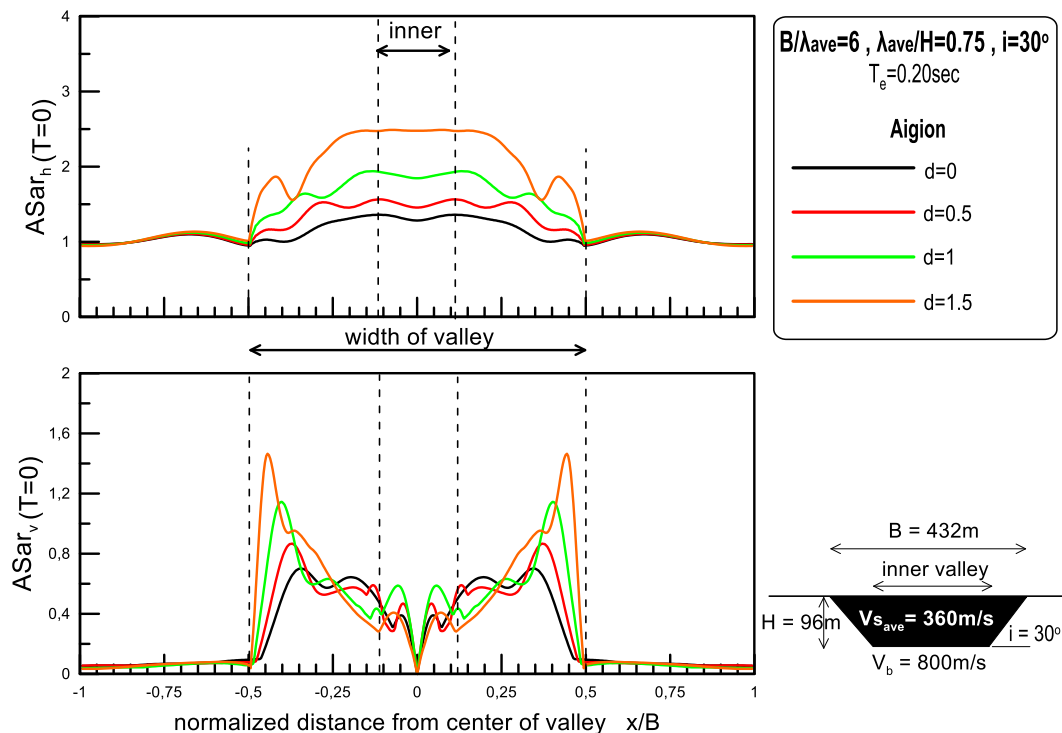 4
3
2
1
0
ASar_h (T=0)
inner
B/λave=6 , λave/H=0.75 , i=30°
T_e=0.20sec
Aigion
d=0
d=0.5
d=1
d=1.5
width of valley
2
1,6
1,2
0,8
0,4
0
ASar_v (T=0)
-1
-0,75
-0,5
-0,25
0
0,25
0,5
0,75
1
normalized distance from center of valley x/B
B = 432m
inner valley
H = 96m
Vs_ave= 360m/s
i = 30°
V_b = 800m/s